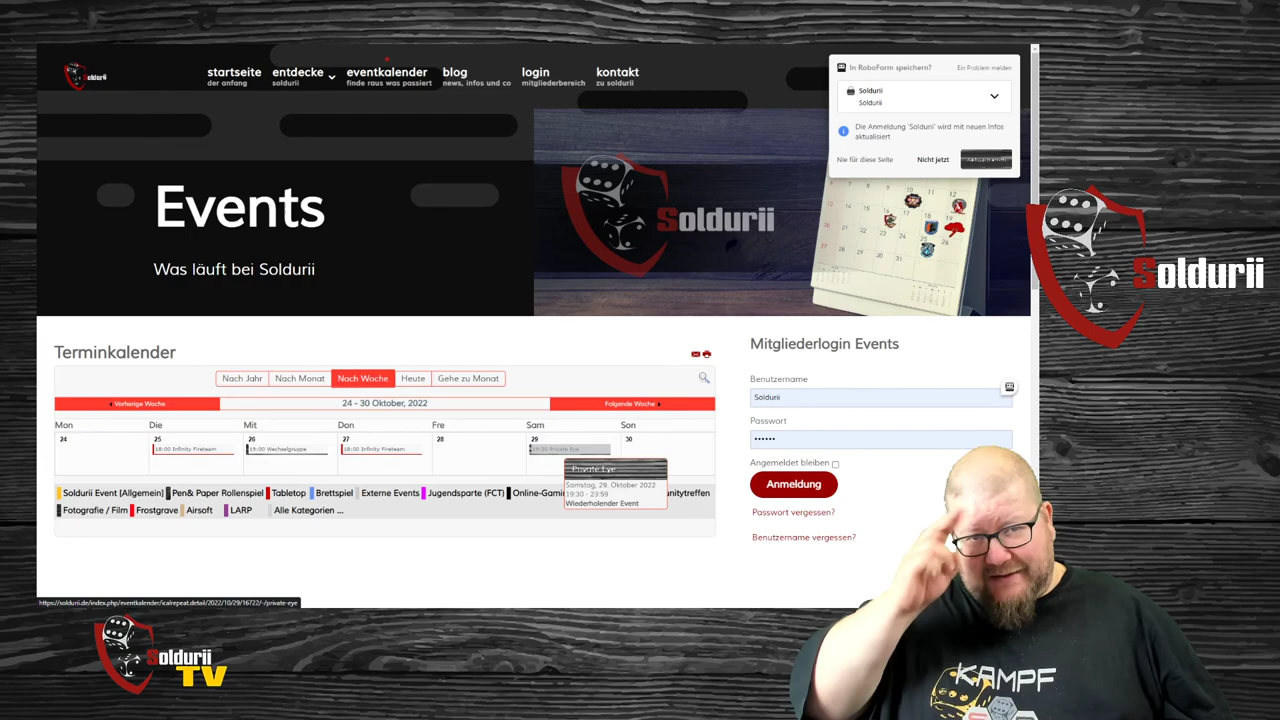 Soldurii
startseite
der anfang
entdecke
soldurii
eventkalender
finde raus was passiert
blog
news, infos und co
login
mitgliederbereich
kontakt
zu soldurii
In RoboForm speichern?
Ein Problem melden
Soldurii
Soldurii
Die Anmeldung 'Soldurii' wird mit neuen Infos
aktualisiert
Nie für diese Seite
Nicht jetzt
Events
Was läuft bei Soldurii
Soldurii
Soldurii
Terminkalender
Nach Jahr
Nach Monat
Nach Woche
Heute
Gehe zu Monat
Vorherige Woche
24 - 30 Oktober, 2022
Folgende Woche
Mon Die Mit Don Fre Sam Son
24 25 26 27 28 29 30
18:00 Infinity Fireteam
19:00 Wechselgruppe
18:00 Infinity Fireteam
19:30 Private Eye
Private Eye
Samstag, 29. Oktober 2022
19:30 - 23:59
Wiederholender Event
Soldurii Event [Allgemein] Pen& Paper Rollenspiel Tabletop Brettspiel Externe Events Jugendsparte (FCT) Online-Gami nunitytreffen
Fotografie / Film Frostgrave Airsoft LARP Alle Kategorien ...
Mitgliederlogin Events
Benutzername
Soldurii
Passwort
••••••
Angemeldet bleiben
Anmeldung
Passwort vergessen?
Benutzername vergessen?
https://soldurii.de/index.php/eventkalender/icalrepeat.detail/2022/10/29/16722/-/private-eye
Soldurii
TV
KAMPF